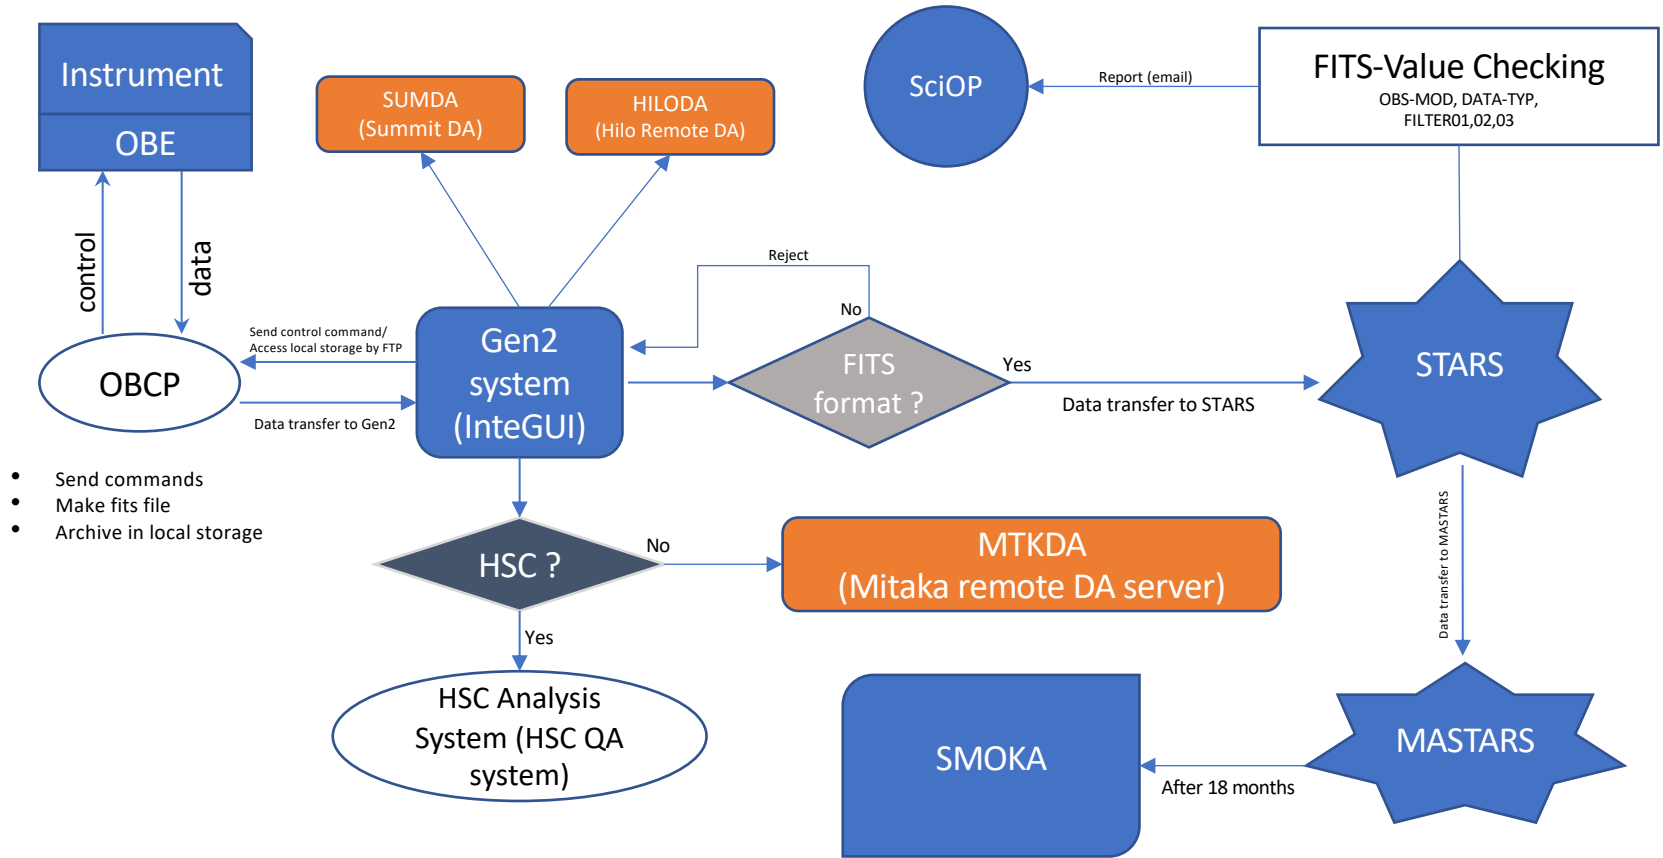 Instrument
OBE
control
data
SUMDA
(Summit DA)
HILODA
(Hilo Remote DA)
SciOP
Report (email)
FITS-Value Checking
OBS-MOD, DATA-TYP,
FILTER01,02,03
Reject
No
Send control command/
Access local storage by FTP
OBCP
Data transfer to Gen2
Gen2
system
(InteGUI)
FITS
format ?
Yes
Data transfer to STARS
STARS
• Send commands
• Make fits file
• Archive in local storage
HSC ?
No
MTKDA
(Mitaka remote DA server)
Data transfer to MASTARS
Yes
HSC Analysis
System (HSC QA
system)
SMOKA
After 18 months
MASTARS